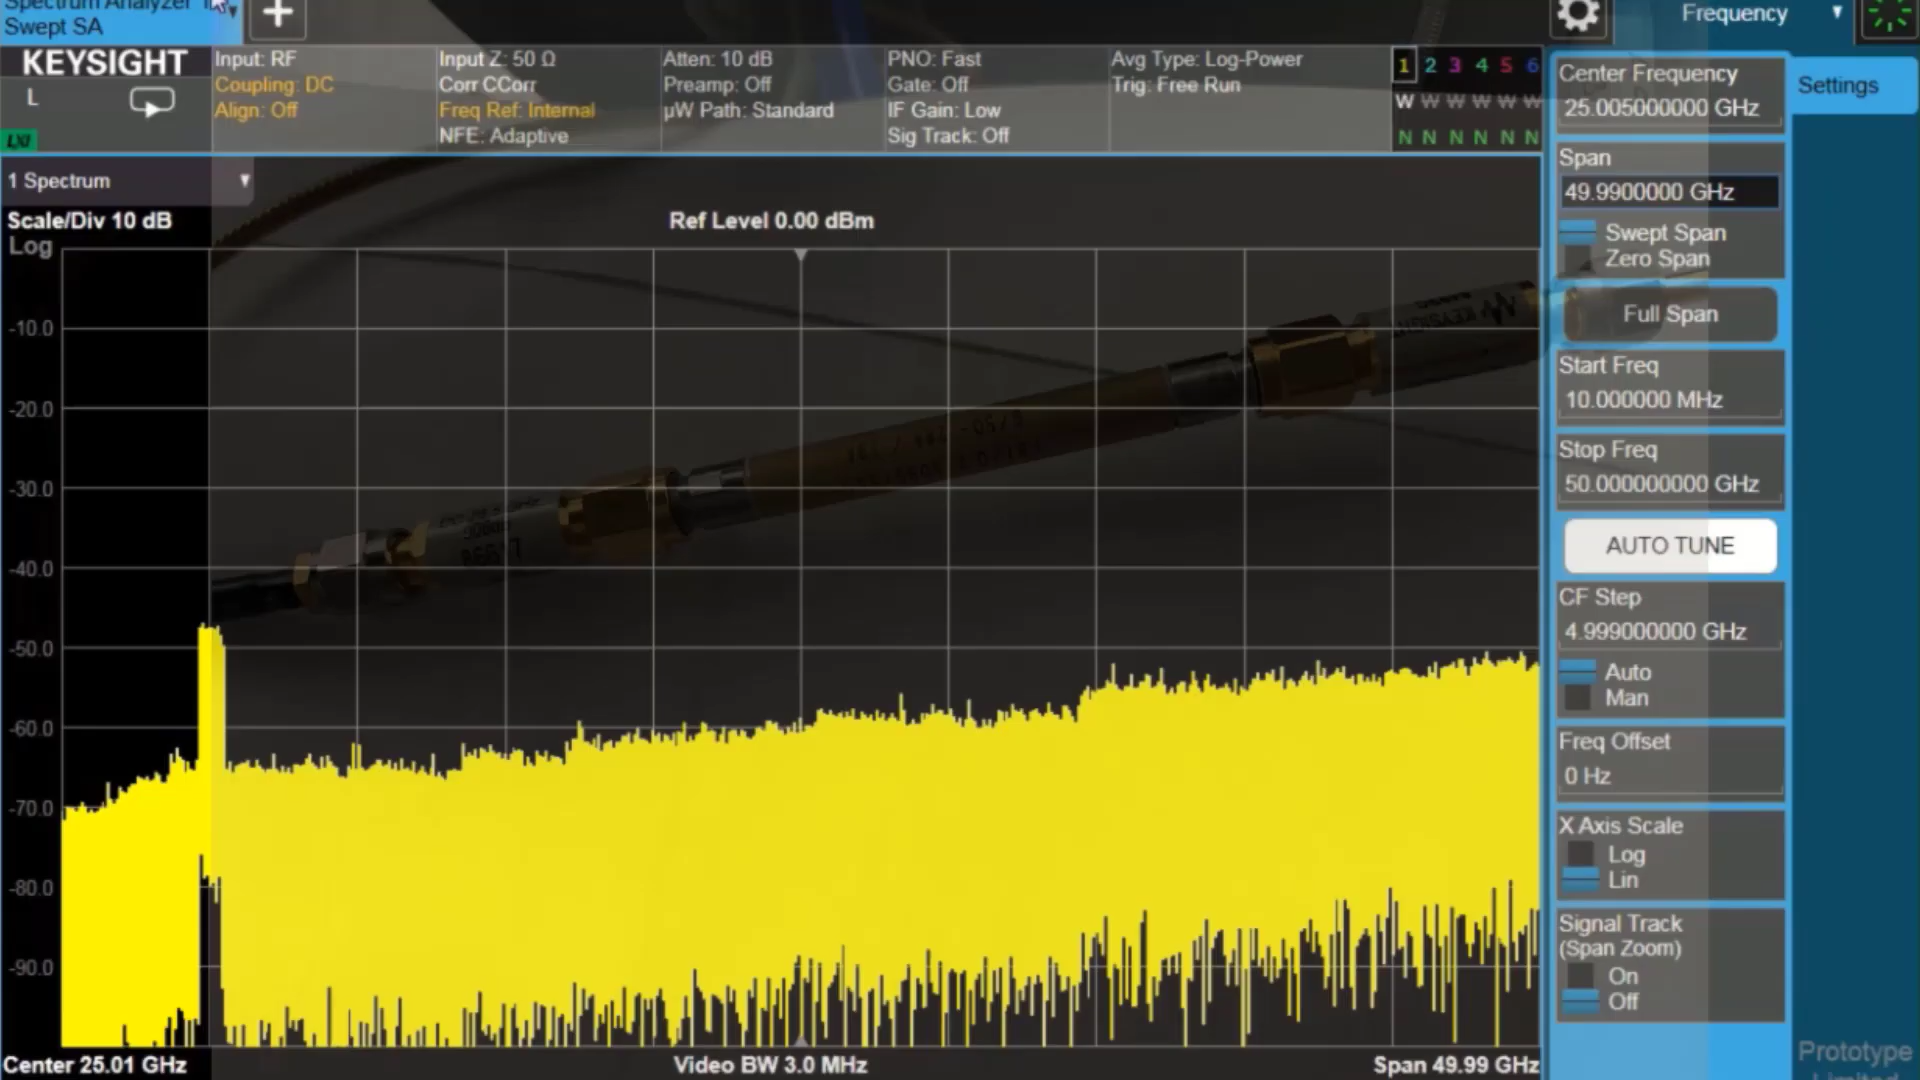 Spectrum Analyzer 1
Swept SA
KEYSIGHT
L
LXI
Input: RF
Coupling: DC
Align: Off
Input Z: 50 Ω
Corr CCorr
Freq Ref: Internal
NFE: Adaptive
Atten: 10 dB
Preamp: Off
µW Path: Standard
PNO: Fast
Gate: Off
IF Gain: Low
Sig Track: Off
Avg Type: Log-Power
Trig: Free Run
1 2 3 4 5 6
W W W W W W
N N N N N N
1 Spectrum
Scale/Div 10 dB
Ref Level 0.00 dBm
Log
-10.0
-20.0
-30.0
-40.0
-50.0
-60.0
-70.0
-80.0
-90.0
Center 25.01 GHz
Video BW 3.0 MHz
Span 49.99 GHz
Frequency
Settings
Center Frequency
25.005000000 GHz
Span
49.9900000 GHz
Swept Span
Zero Span
Full Span
Start Freq
10.000000 MHz
Stop Freq
50.000000000 GHz
AUTO TUNE
CF Step
4.999000000 GHz
Auto
Man
Freq Offset
0 Hz
X Axis Scale
Log
Lin
Signal Track
(Span Zoom)
On
Off
Prototype
KEYSIGHT